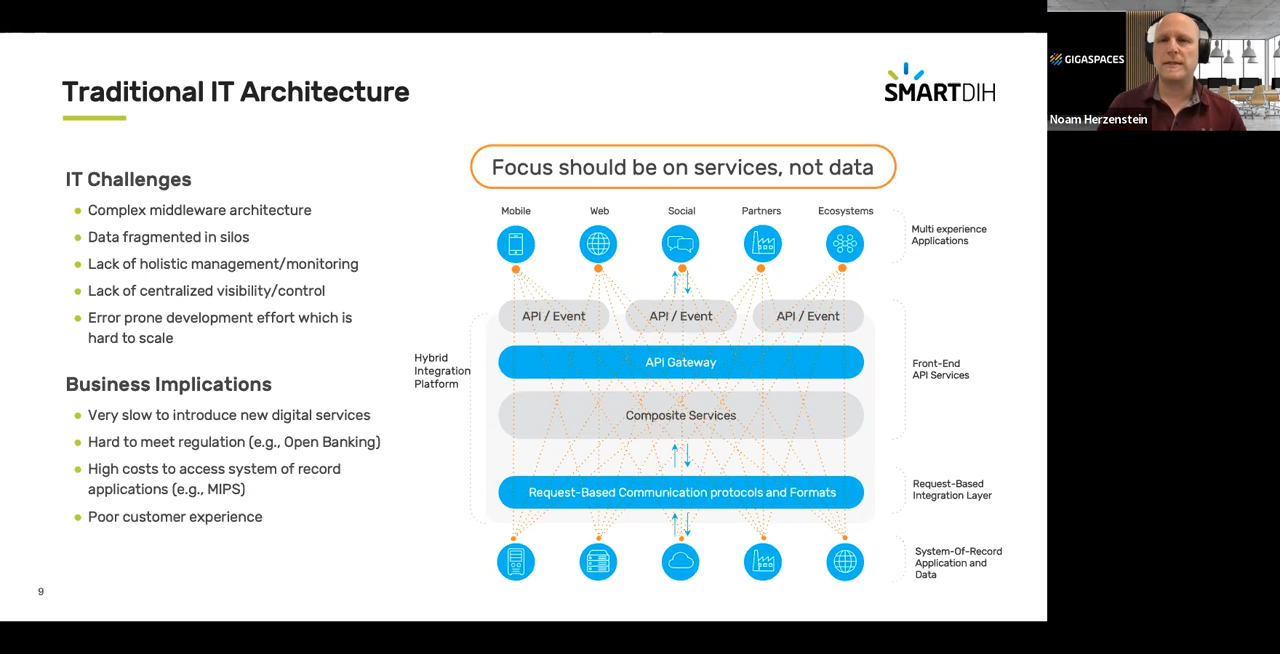 Traditional IT Architecture
SMARTDIH
GIGASPACES
Noam Herzenstein
IT Challenges
Complex middleware architecture
Data fragmented in silos
Lack of holistic management/monitoring
Lack of centralized visibility/control
Error prone development effort which is
hard to scale
Business Implications
Very slow to introduce new digital services
Hard to meet regulation (e.g., Open Banking)
High costs to access system of record
applications (e.g., MIPS)
Poor customer experience
Focus should be on services, not data
Mobile
Web
Social
Partners
Ecosystems
Multi experience
Applications
API / Event
API / Event
API / Event
API Gateway
Composite Services
Hybrid
Integration
Platform
Front-End
API Services
Request-Based Communication protocols and Formats
Request-Based
Integration Layer
System-Of-Record
Application and
Data
9